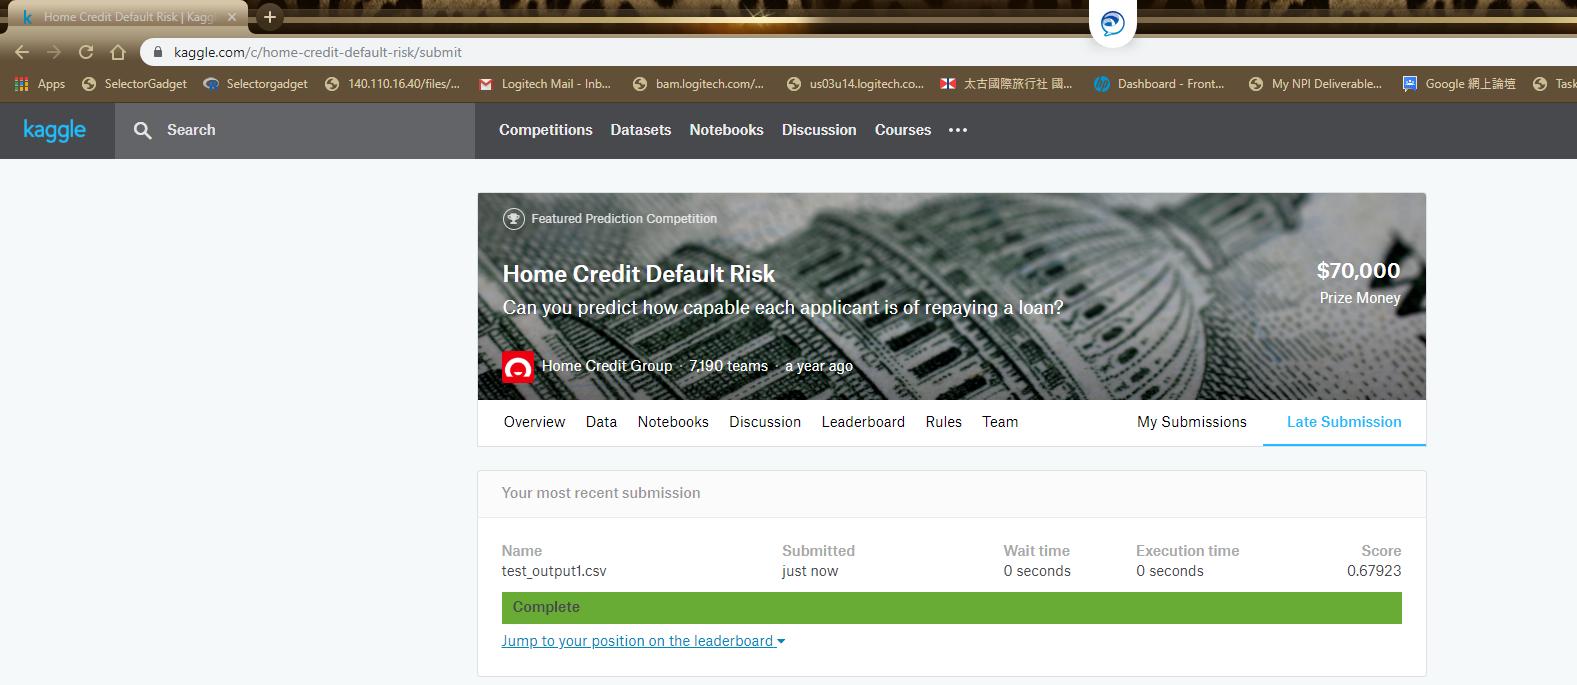 Home Credit Default Risk | Kagg
kaggle.com/c/home-credit-default-risk/submit
Apps SelectorGadget Selectorgadget 140.110.16.40/files/... Logitech Mail - Inb... bam.logitech.com/... us03u14.logitech.co... 太古國際旅行社 國... Dashboard - Front... My NPI Deliverable... Google 網上論壇 Task
kaggle Search Competitions Datasets Notebooks Discussion Courses
Featured Prediction Competition
Home Credit Default Risk
$70,000
Can you predict how capable each applicant is of repaying a loan?
Prize Money
Home Credit Group · 7,190 teams · a year ago
Overview Data Notebooks Discussion Leaderboard Rules Team My Submissions Late Submission
Your most recent submission
Name Submitted Wait time Execution time Score
test_output1.csv just now 0 seconds 0 seconds 0.67923
Complete
Jump to your position on the leaderboard